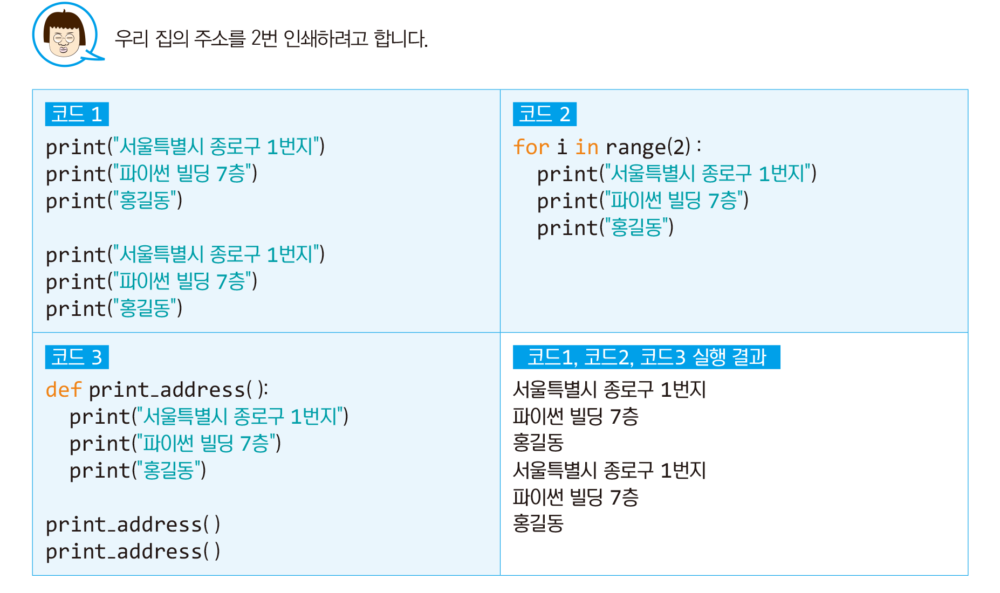 우리 집의 주소를 2번 인쇄하려고 합니다.
코드 1
print("서울특별시 종로구 1번지")
print("파이썬 빌딩 7층")
print("홍길동")
print("서울특별시 종로구 1번지")
print("파이썬 빌딩 7층")
print("홍길동")
코드 2
for i in range(2) :
print("서울특별시 종로구 1번지")
print("파이썬 빌딩 7층")
print("홍길동")
코드 3
def print_address( ):
print("서울특별시 종로구 1번지")
print("파이썬 빌딩 7층")
print("홍길동")
print_address( )
print_address( )
코드1, 코드2, 코드3 실행 결과
서울특별시 종로구 1번지
파이썬 빌딩 7층
홍길동
서울특별시 종로구 1번지
파이썬 빌딩 7층
홍길동